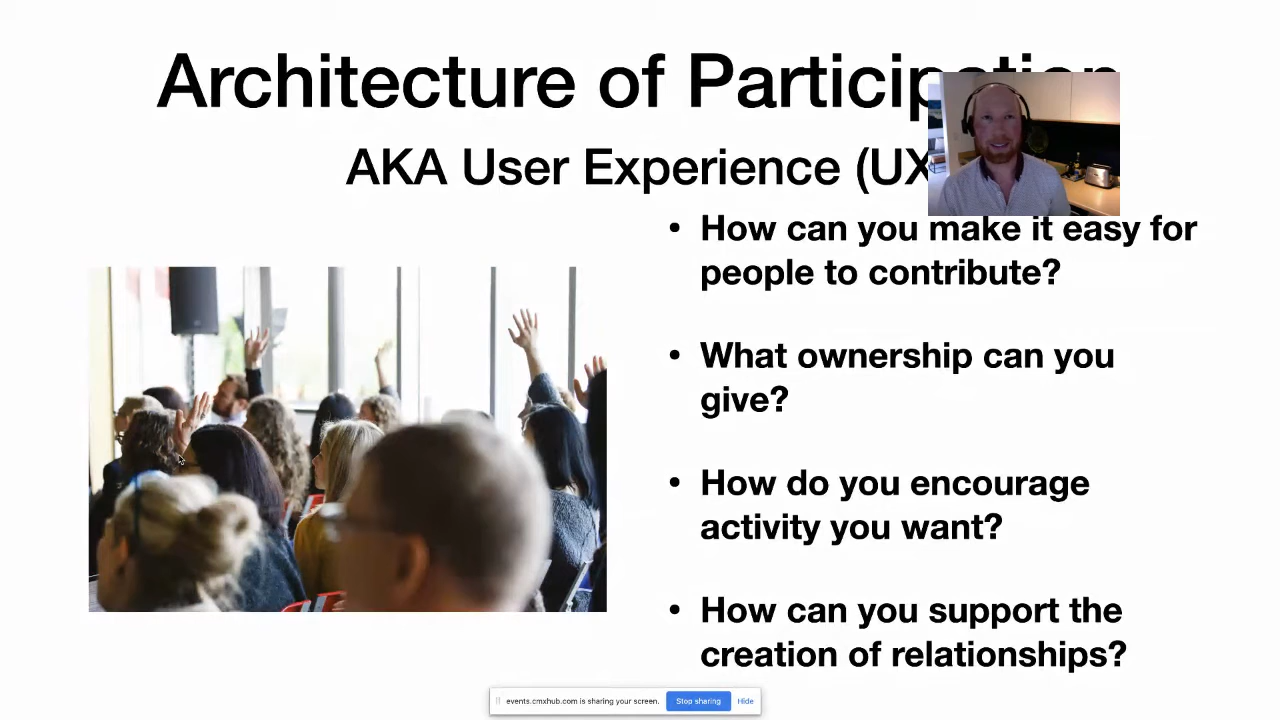 Architecture of Participation
AKA User Experience (UX
• How can you make it easy for
people to contribute?
• What ownership can you
give?
• How do you encourage
activity you want?
• How can you support the
creation of relationships?
events.cmxhub.com is sharing your screen.
Stop sharing
Hide